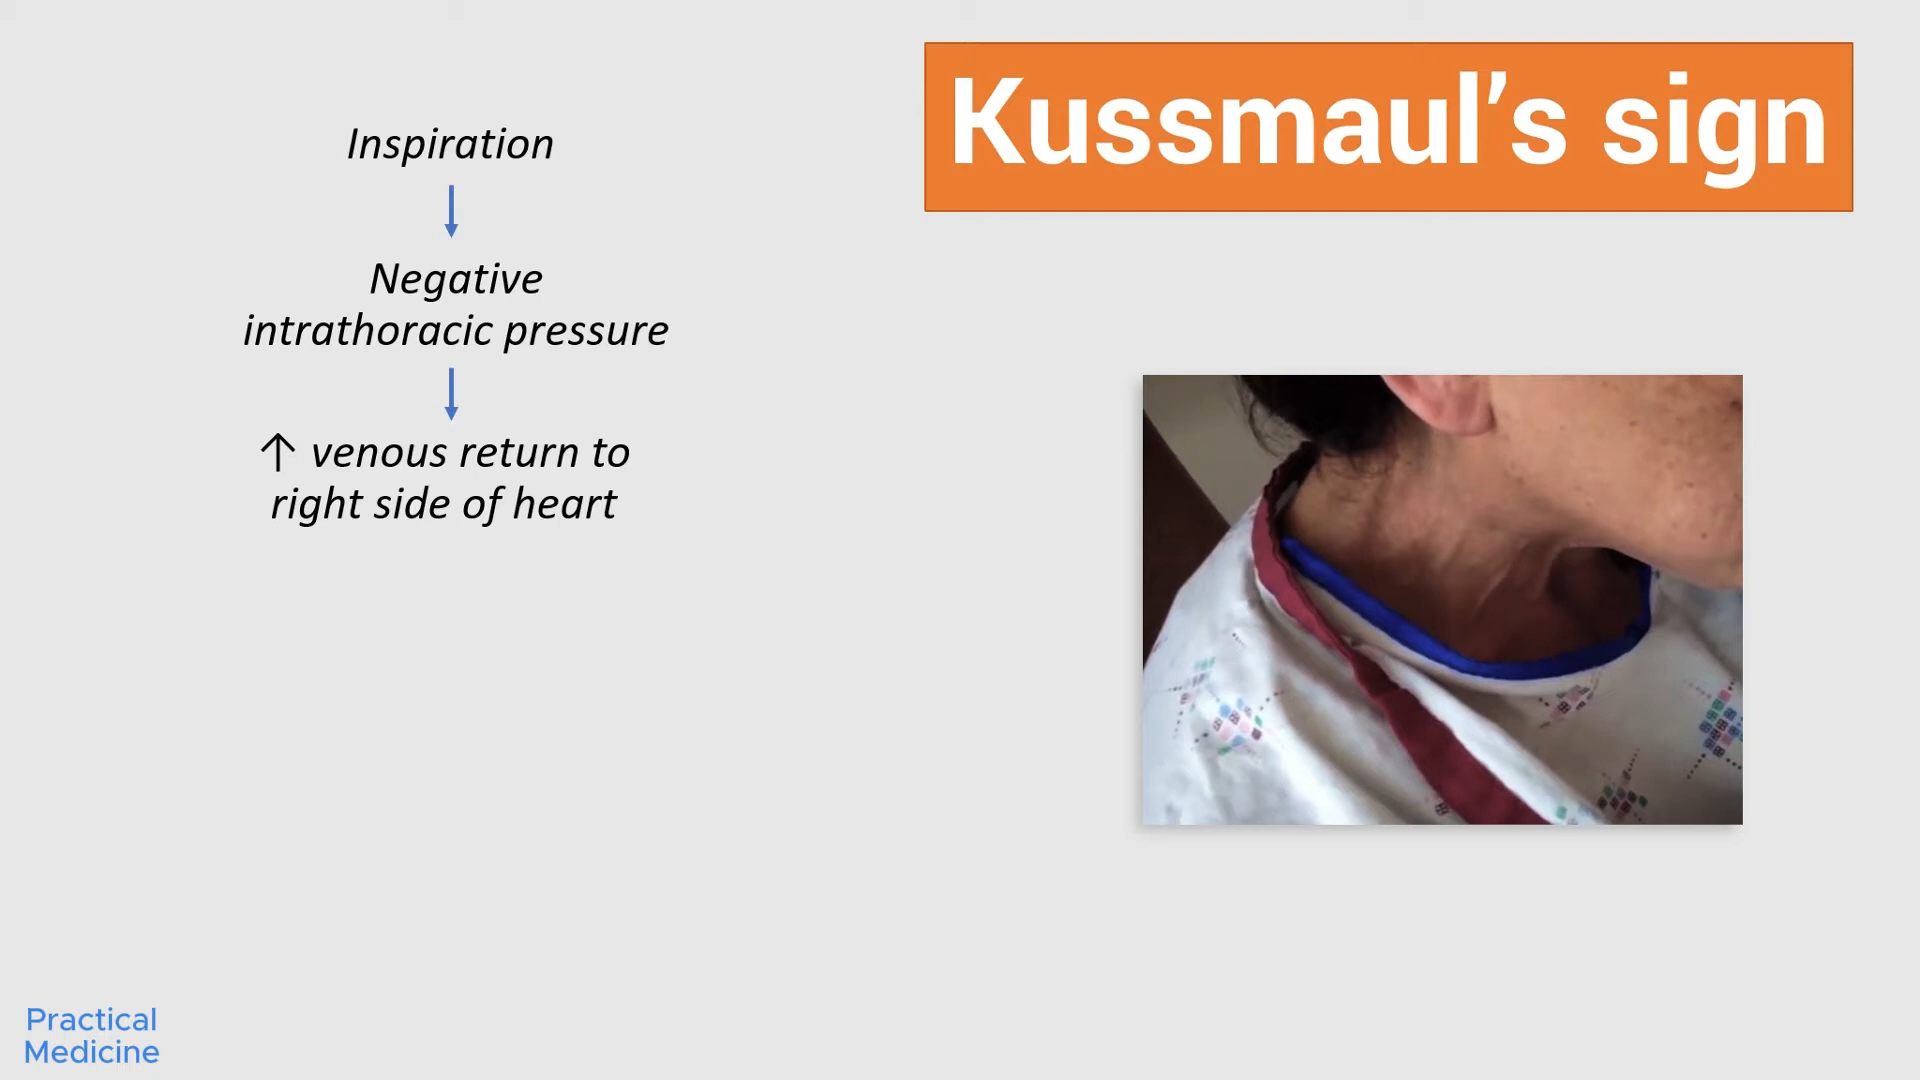 Kussmaul’s sign
Inspiration
Negative
intrathoracic pressure
↑ venous return to
right side of heart
Practical
Medicine